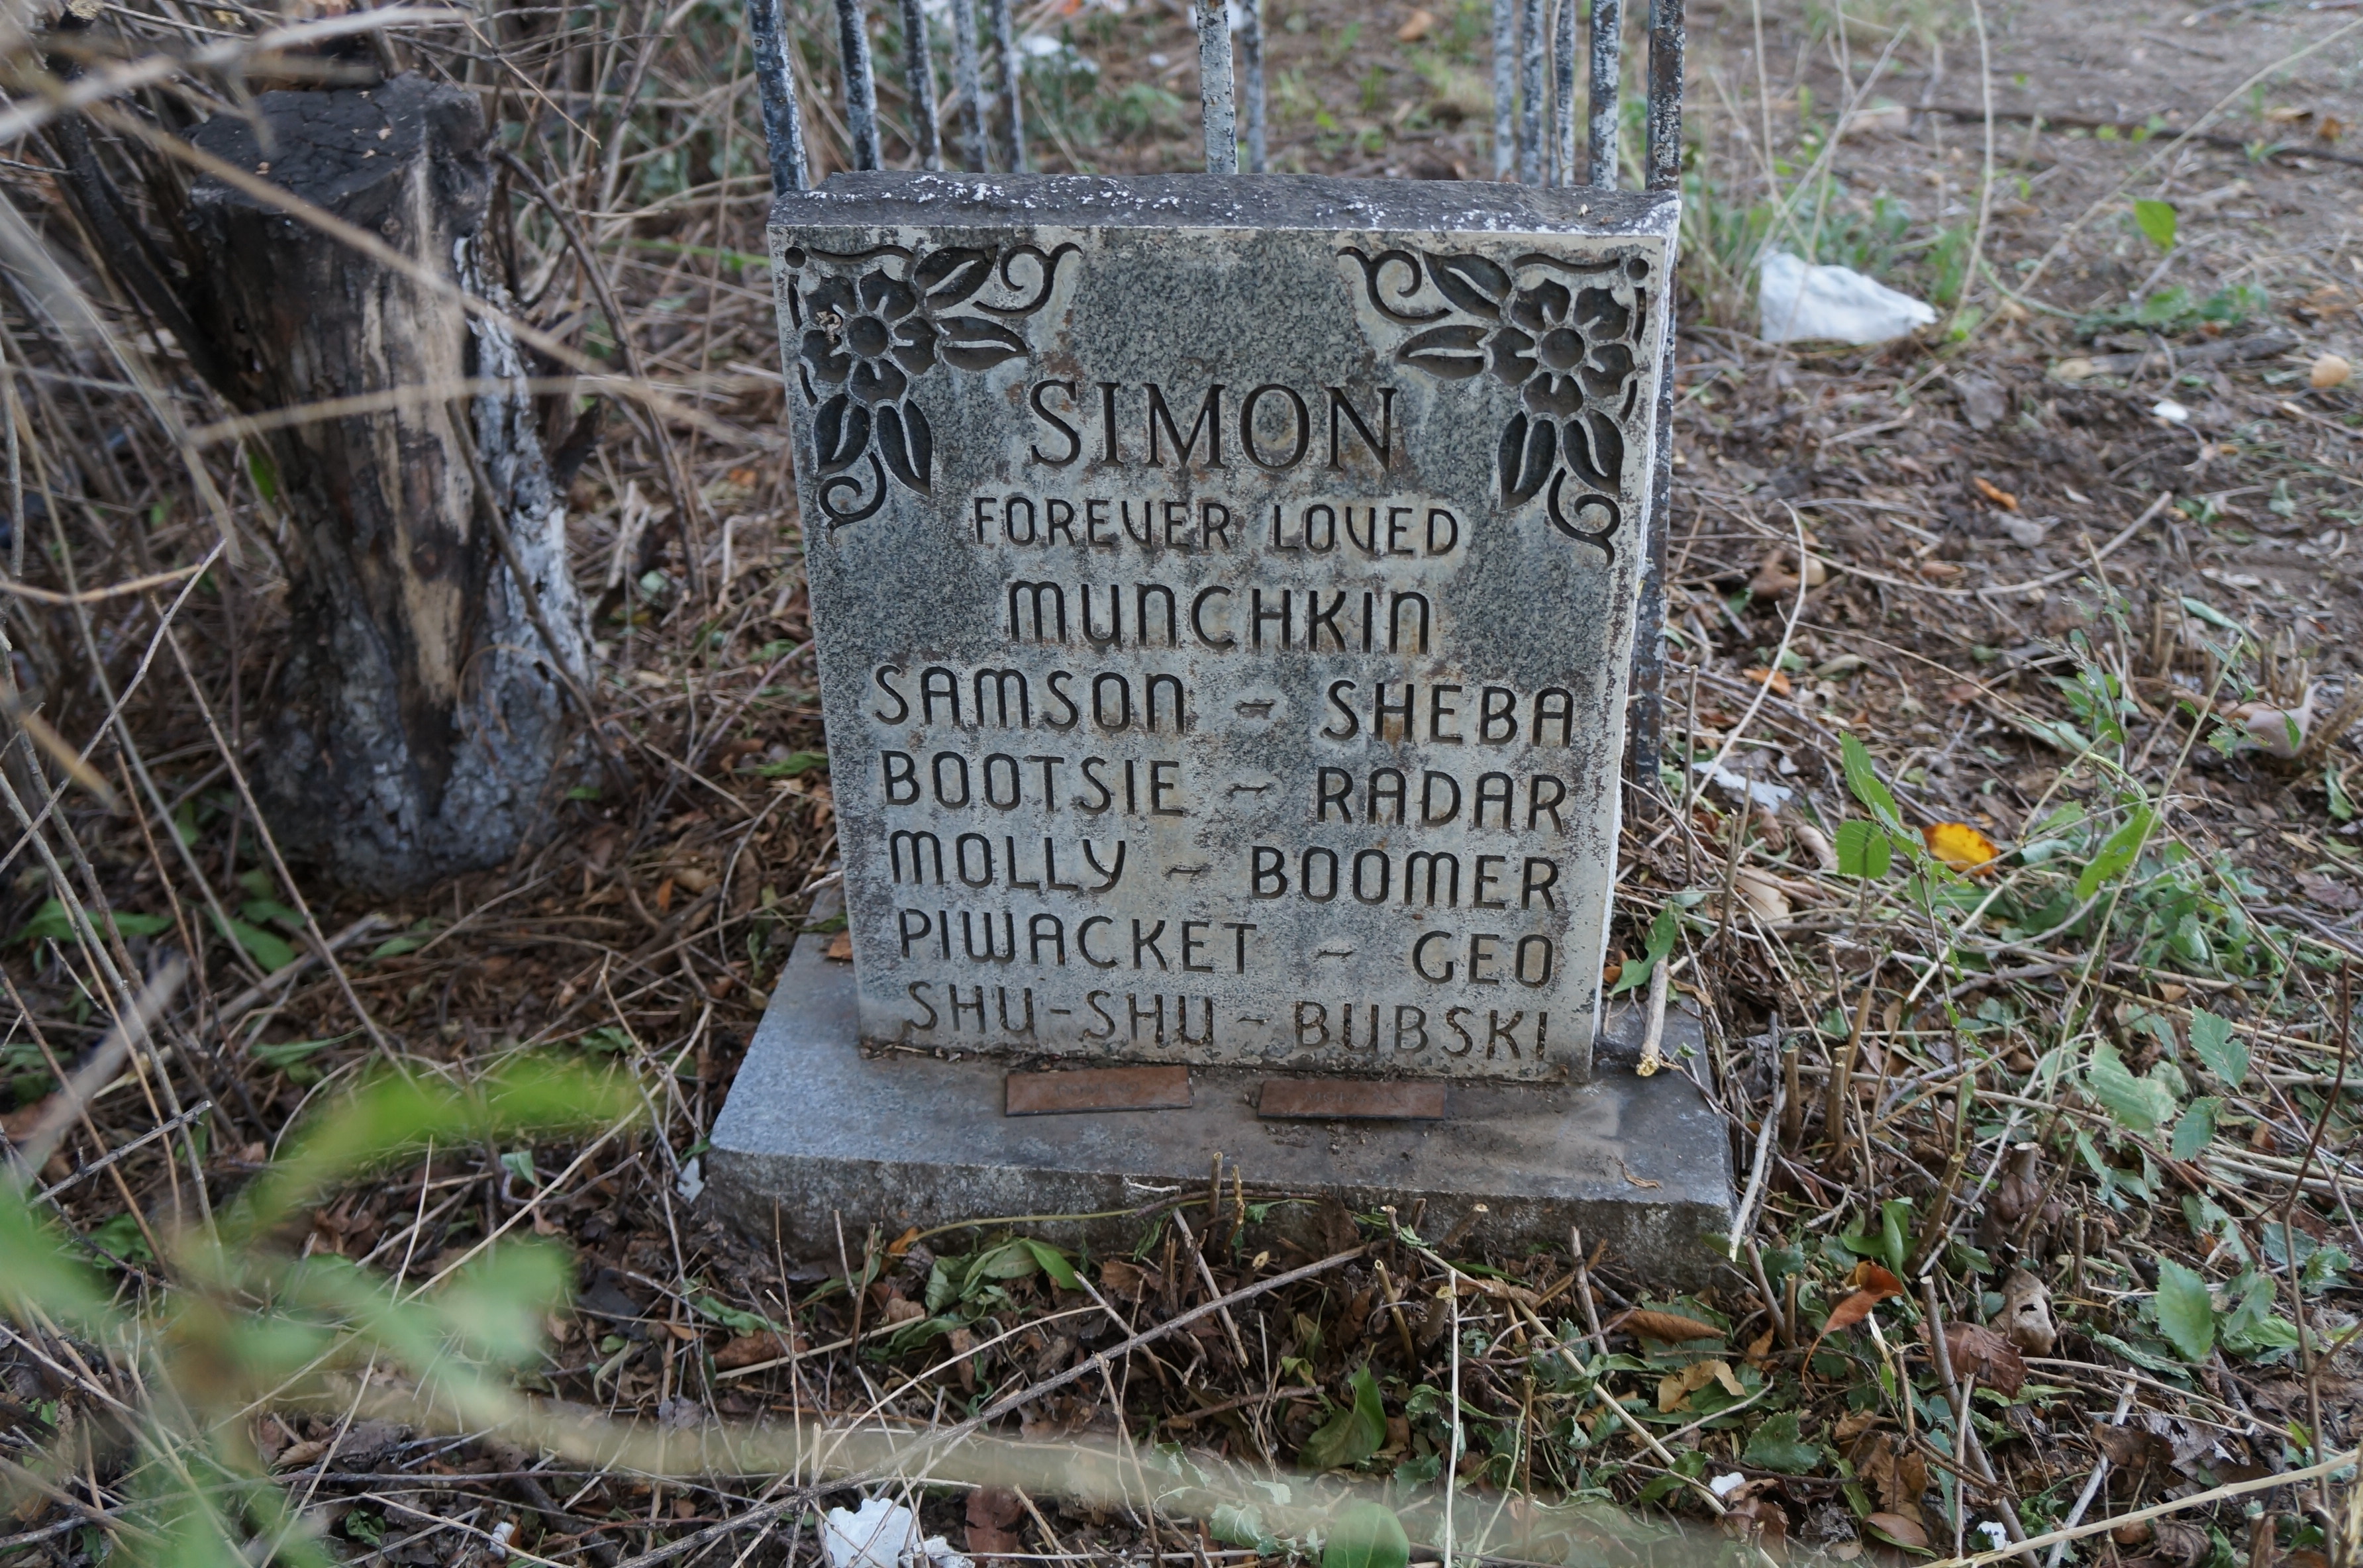 SIMON
FOREVER LOVED
MUNCHKIN
SAMSON - SHEBA
BOOTSIE - RADAR
MOLLY - BOOMER
PIWACKET - GEO
SHU-SHU - BUBSKI